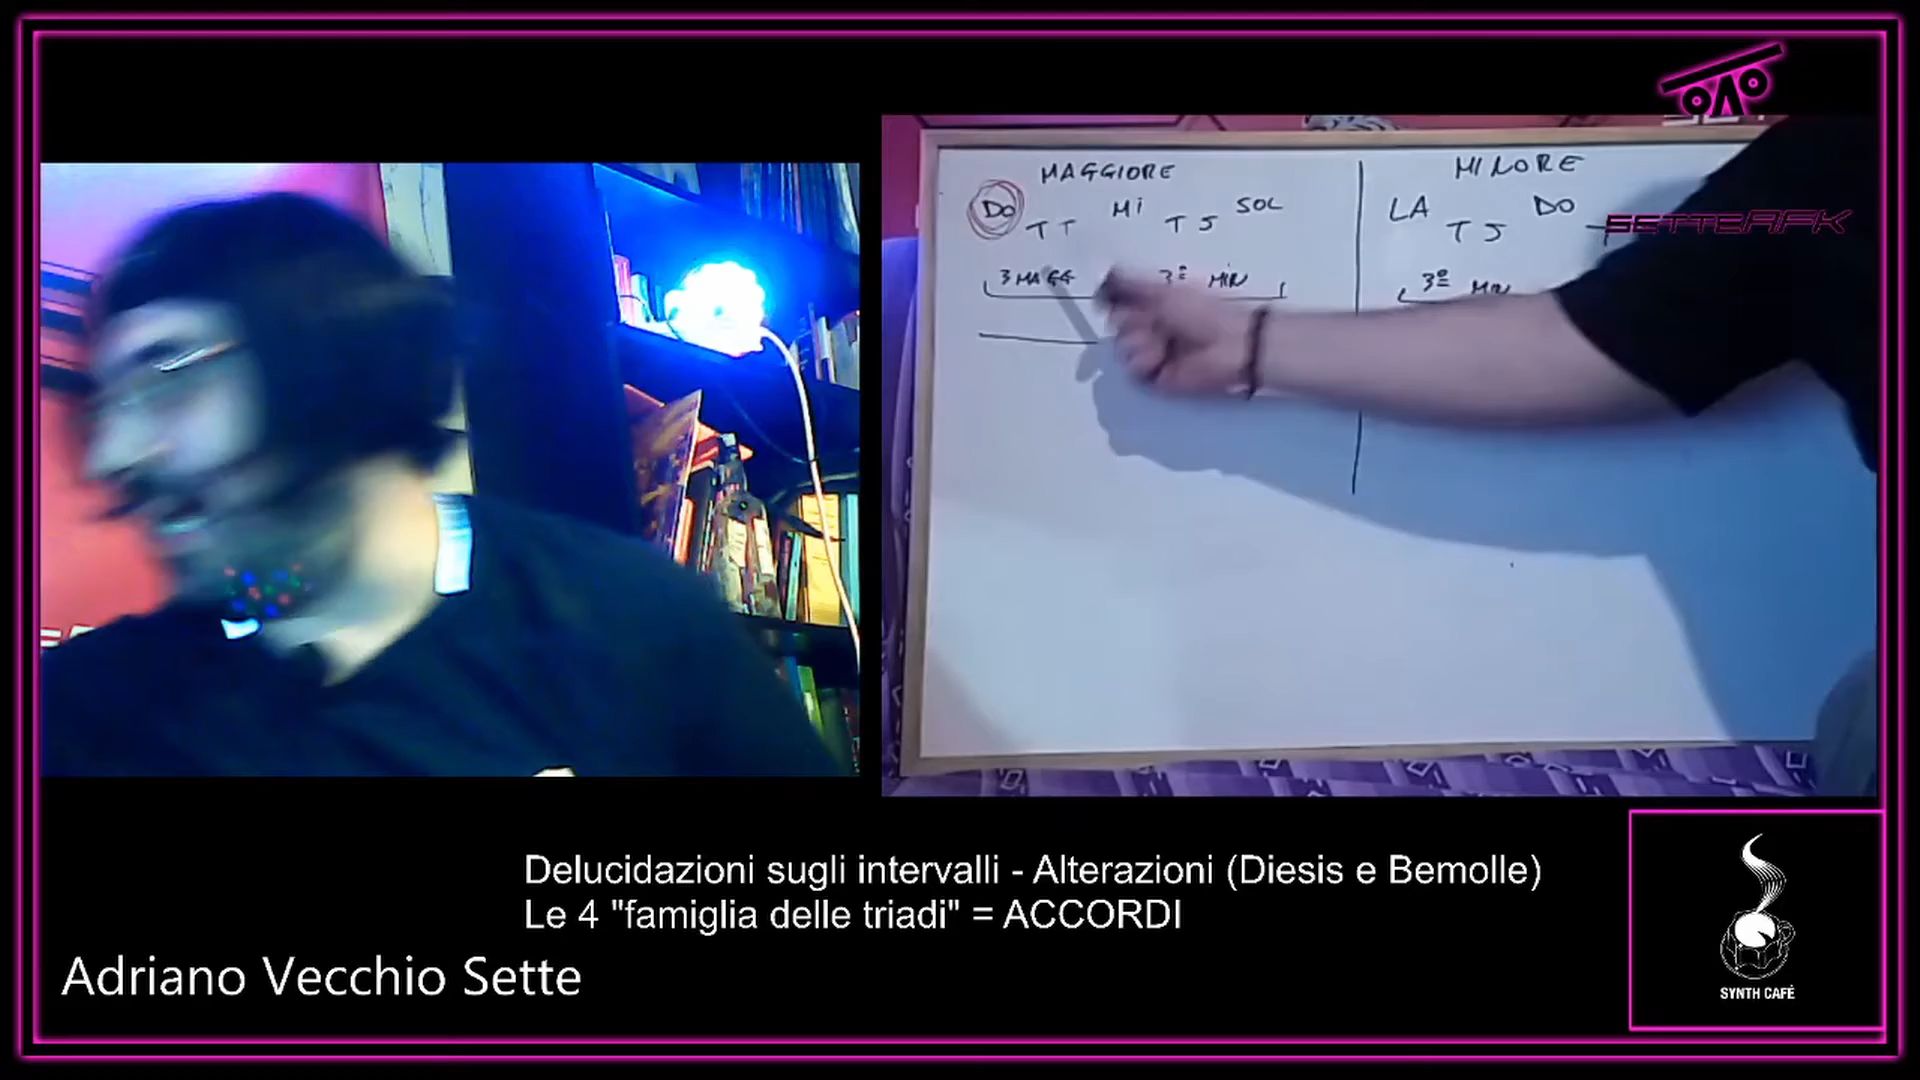 MAGGIORE
DO T T MI T S SOL
3 MAGG 3ª MIN
MINORE
LA T S DO
3ª MIN
SETTEAFK
Delucidazioni sugli intervalli - Alterazioni (Diesis e Bemolle)
Le 4 "famiglia delle triadi" = ACCORDI
Adriano Vecchio Sette
SYNTH CAFÈ